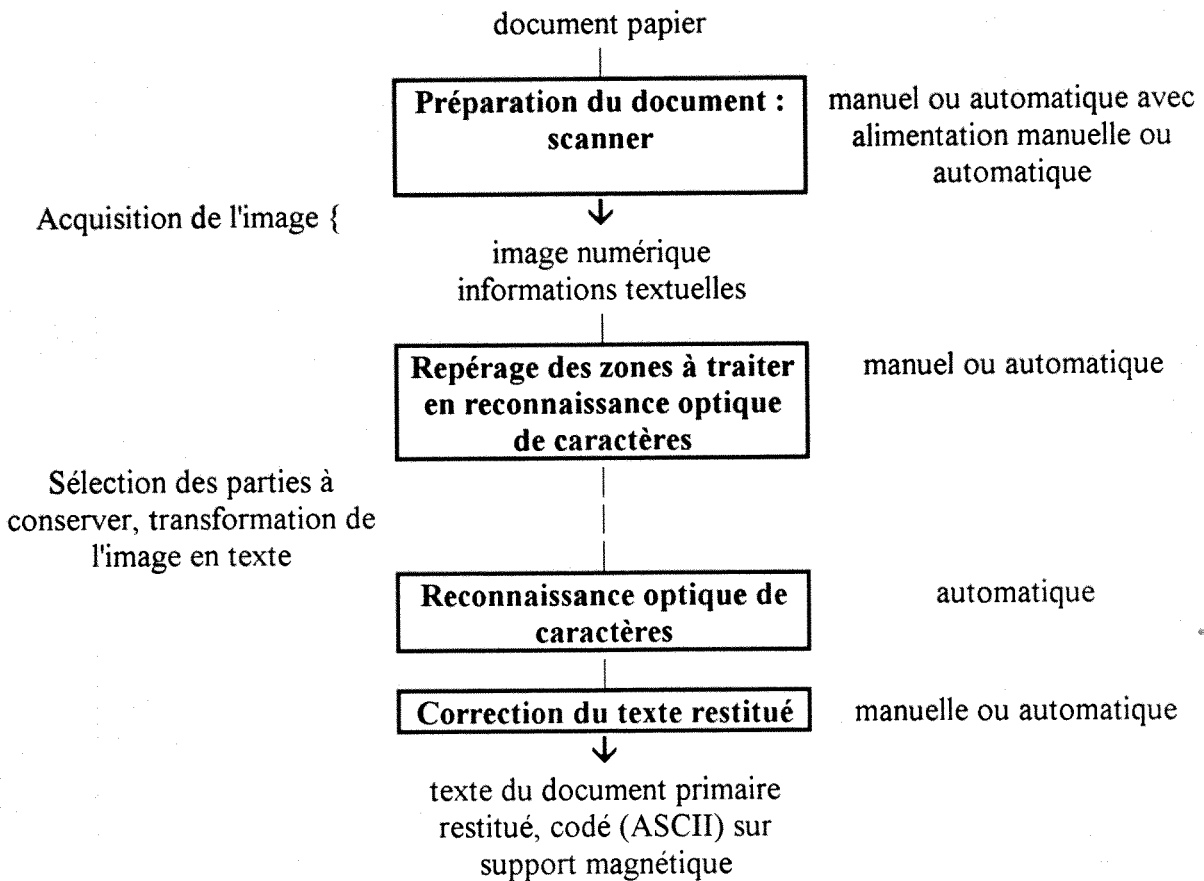 document papier
Préparation du document :
scanner
manuel ou automatique avec
alimentation manuelle ou
automatique
Acquisition de l'image {
image numérique
informations textuelles
Repérage des zones à traiter
en reconnaissance optique
de caractères
manuel ou automatique
Sélection des parties à
conserver, transformation de
l'image en texte
Reconnaissance optique de
caractères
automatique
Correction du texte restitué
manuelle ou automatique
texte du document primaire
restitué, codé (ASCII) sur
support magnétique